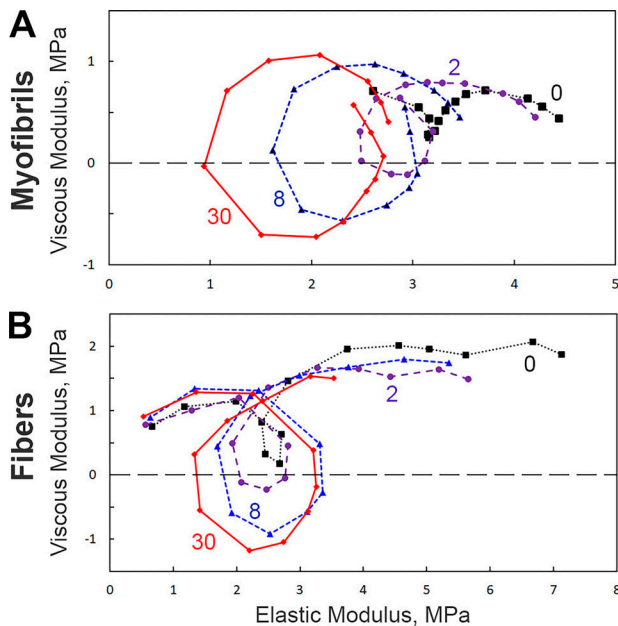 A
Myofibrils
Viscous Modulus, MPa
1
0
-1
0 1 2 3 4 5
30
8
2
0
B
Fibers
Viscous Modulus, MPa
2
1
0
-1
0 1 2 3 4 5 6 7 8
30
8
2
0
Elastic Modulus, MPa